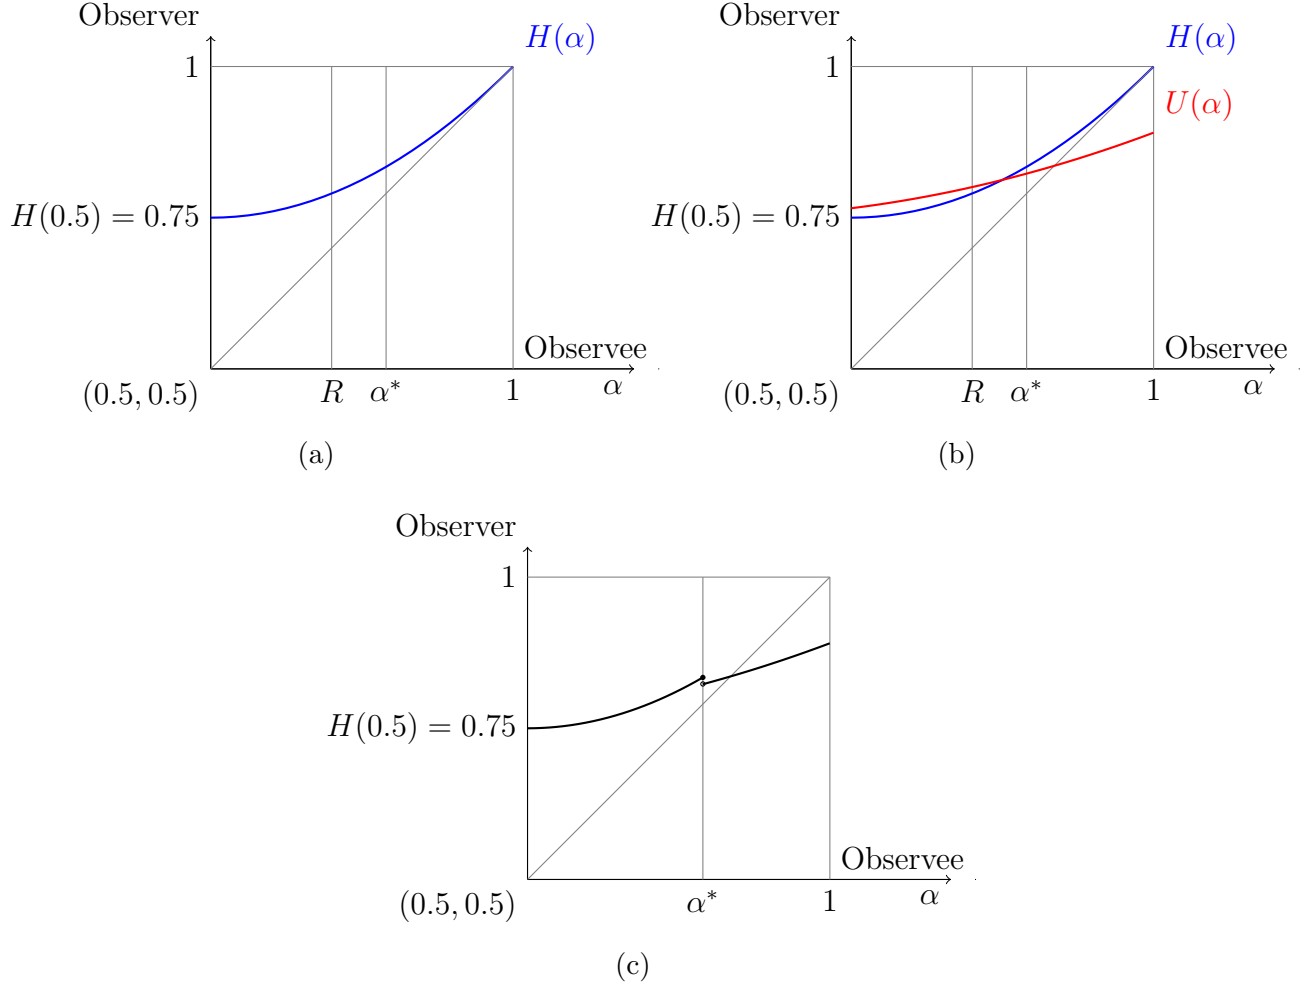 Observer
H(α)
1
H(0.5) = 0.75
Observee
(0.5, 0.5)
R
α*
1
α
(a)
Observer
H(α)
1
U(α)
H(0.5) = 0.75
Observee
(0.5, 0.5)
R
α*
1
α
(b)
Observer
1
H(0.5) = 0.75
Observee
(0.5, 0.5)
α*
1
α
(c)